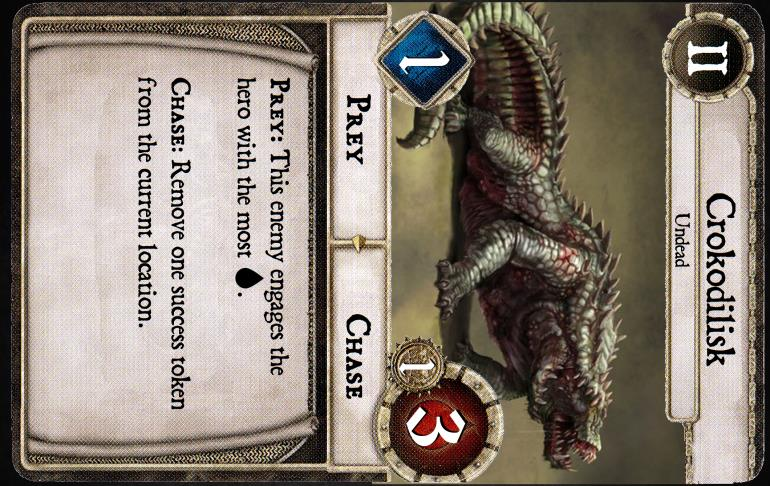 II
Crokodilisk
Undead
1
1
3
PREY
CHASE
PREY: This enemy engages the
hero with the most .
CHASE: Remove one success token
from the current location.